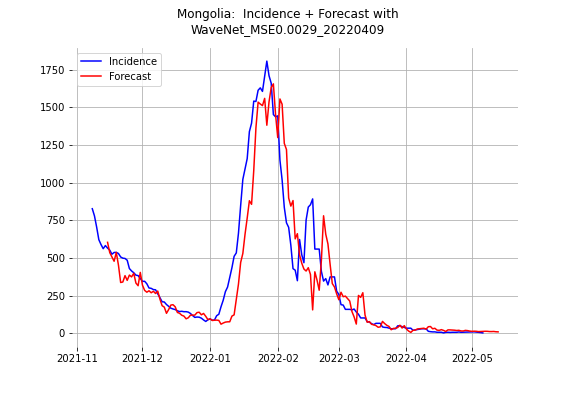 Mongolia:  Incidence + Forecast with
WaveNet_MSE0.0029_20220409
Incidence
Forecast
1750
1500
1250
1000
750
500
250
0
2021-11 2021-12 2022-01 2022-02 2022-03 2022-04 2022-05